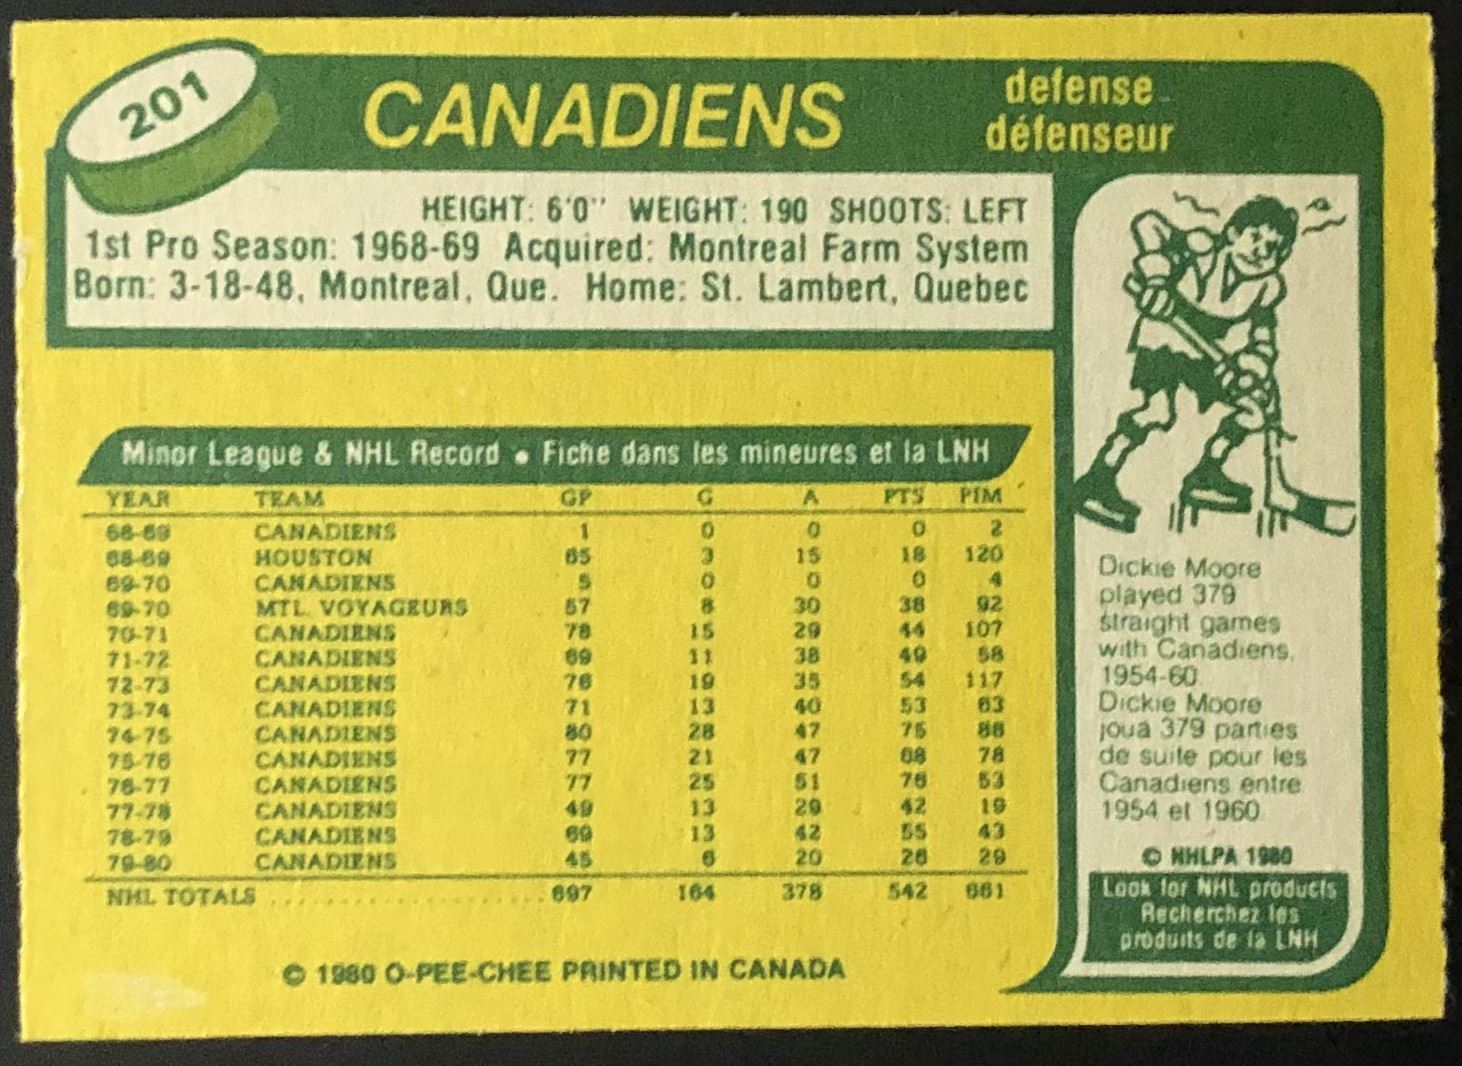 201
CANADIENS
defense
défenseur
HEIGHT: 6'0" WEIGHT: 190 SHOOTS: LEFT
1st Pro Season: 1968-69 Acquired: Montreal Farm System
Born: 3-18-48, Montreal, Que. Home: St. Lambert, Quebec
Minor League & NHL Record • Fiche dans les mineures et la LNH
YEAR TEAM GP G A PTS PIM
68-69 CANADIENS 1 0 0 0 2
68-69 HOUSTON 65 3 15 18 120
69-70 CANADIENS 5 0 0 0 4
69-70 MTL. VOYAGEURS 57 8 30 38 92
70-71 CANADIENS 78 15 29 44 107
71-72 CANADIENS 69 11 38 49 58
72-73 CANADIENS 76 19 35 54 117
73-74 CANADIENS 71 13 40 53 63
74-75 CANADIENS 80 28 47 75 88
75-76 CANADIENS 77 21 47 68 78
76-77 CANADIENS 77 25 51 76 53
77-78 CANADIENS 49 13 29 42 19
78-79 CANADIENS 69 13 42 55 43
79-80 CANADIENS 45 6 20 26 29
NHL TOTALS .......................... 697 164 378 542 661
© 1980 O-PEE-CHEE PRINTED IN CANADA
Dickie Moore
played 379
straight games
with Canadiens,
1954-60
Dickie Moore
joua 379 parties
de suite pour les
Canadiens entre
1954 et 1960
© NHLPA 1980
Look for NHL products
Recherchez les
produits de la LNH